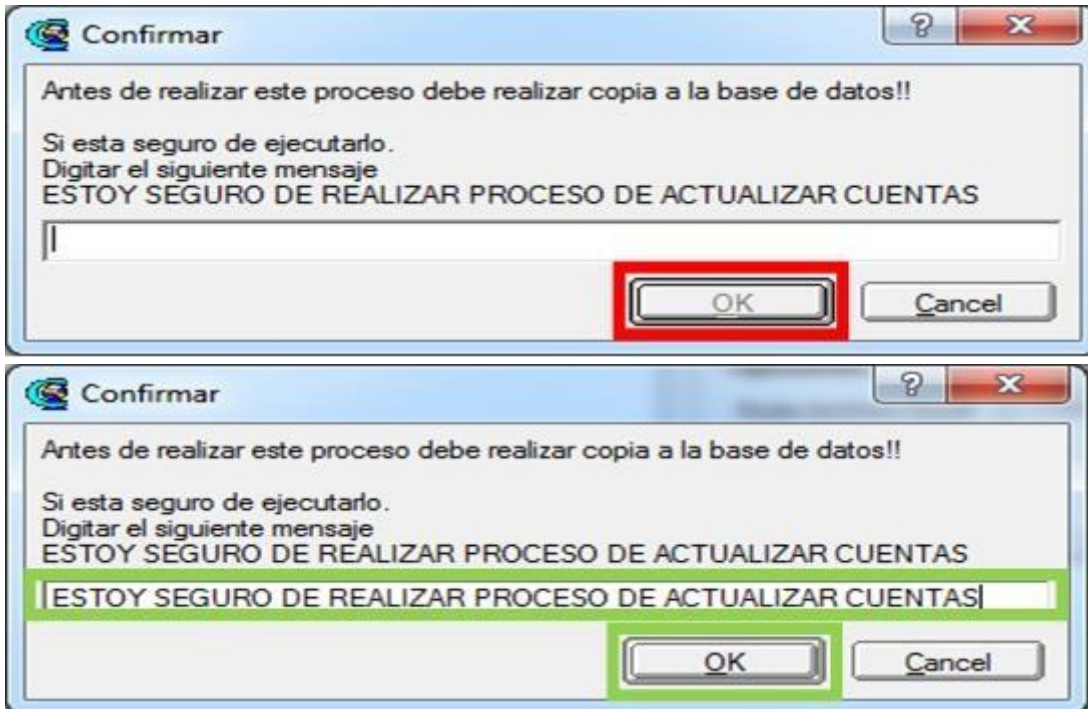 Confirmar
Antes de realizar este proceso debe realizar copia a la base de datos!!
Si esta seguro de ejecutarlo.
Digitar el siguiente mensaje
ESTOY SEGURO DE REALIZAR PROCESO DE ACTUALIZAR CUENTAS
OK Cancel
Confirmar
Antes de realizar este proceso debe realizar copia a la base de datos!!
Si esta seguro de ejecutarlo.
Digitar el siguiente mensaje
ESTOY SEGURO DE REALIZAR PROCESO DE ACTUALIZAR CUENTAS
ESTOY SEGURO DE REALIZAR PROCESO DE ACTUALIZAR CUENTAS
OK Cancel